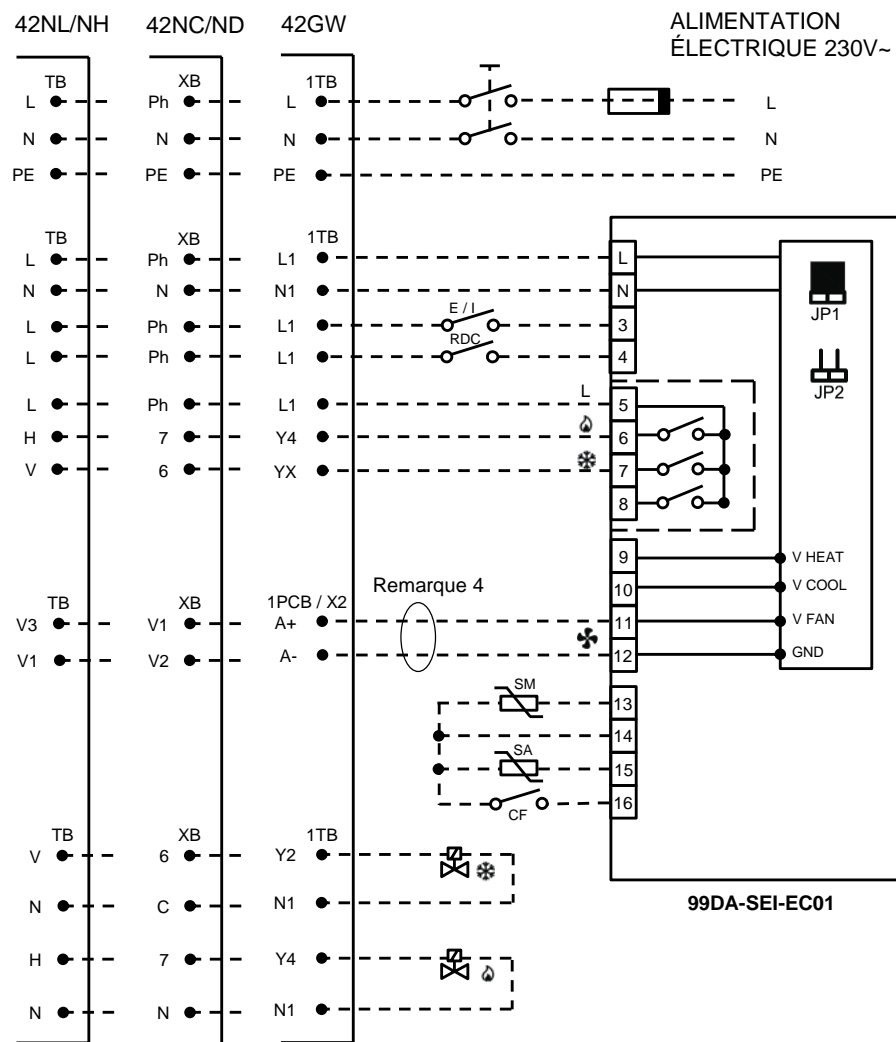 42NL/NH 42NC/ND 42GW ALIMENTATION
ÉLECTRIQUE 230V~
TB XB 1TB
L Ph L L
N N N N
PE PE PE PE
TB XB 1TB
L Ph L1 L
N N N1 N
JP1
L Ph L1 E / I 3
L Ph L1 RDC 4
JP2
L Ph L1 L 5
H 7 Y4 6
V 6 YX 7
8
9 V HEAT
10 V COOL
TB XB 1PCB / X2 Remarque 4
V3 V1 A+ 11 V FAN
V1 V2 A- 12 GND
SM 13
14
SA 15
CF 16
TB XB 1TB
V 6 Y2
N C N1
99DA-SEI-EC01
H 7 Y4
N N N1